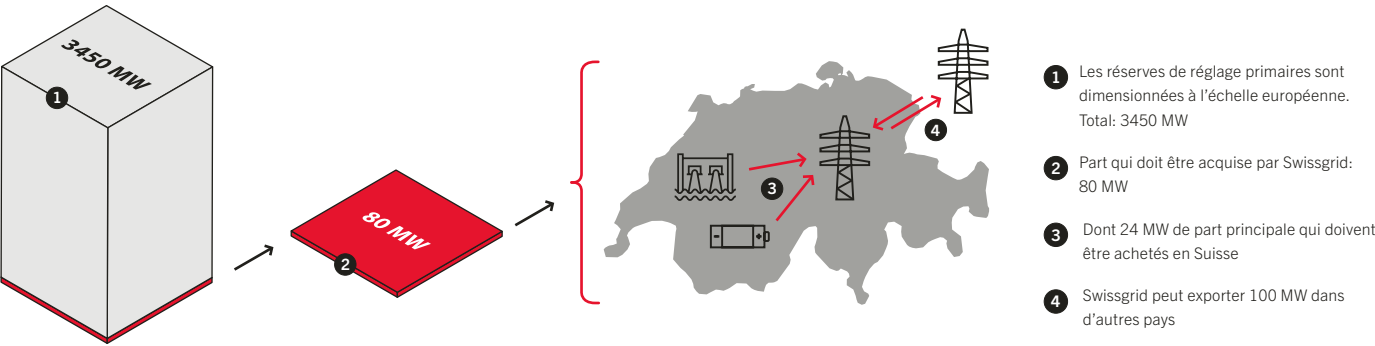 3450 MW
1
80 MW
2
3
4
- +
1 Les réserves de réglage primaires sont
dimensionnées à l'échelle européenne.
Total: 3450 MW
2 Part qui doit être acquise par Swissgrid:
80 MW
3 Dont 24 MW de part principale qui doivent
être achetés en Suisse
4 Swissgrid peut exporter 100 MW dans
d'autres pays